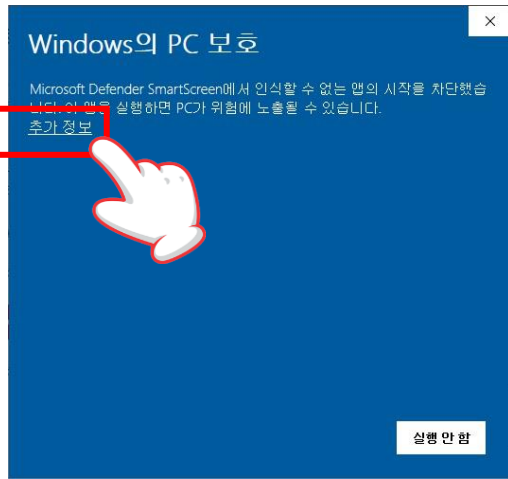 Windows의 PC 보호
Microsoft Defender SmartScreen에서 인식할 수 없는 앱의 시작을 차단했습
니다. 이 앱을 실행하면 PC가 위험에 노출될 수 있습니다.
추가 정보
실행 안 함